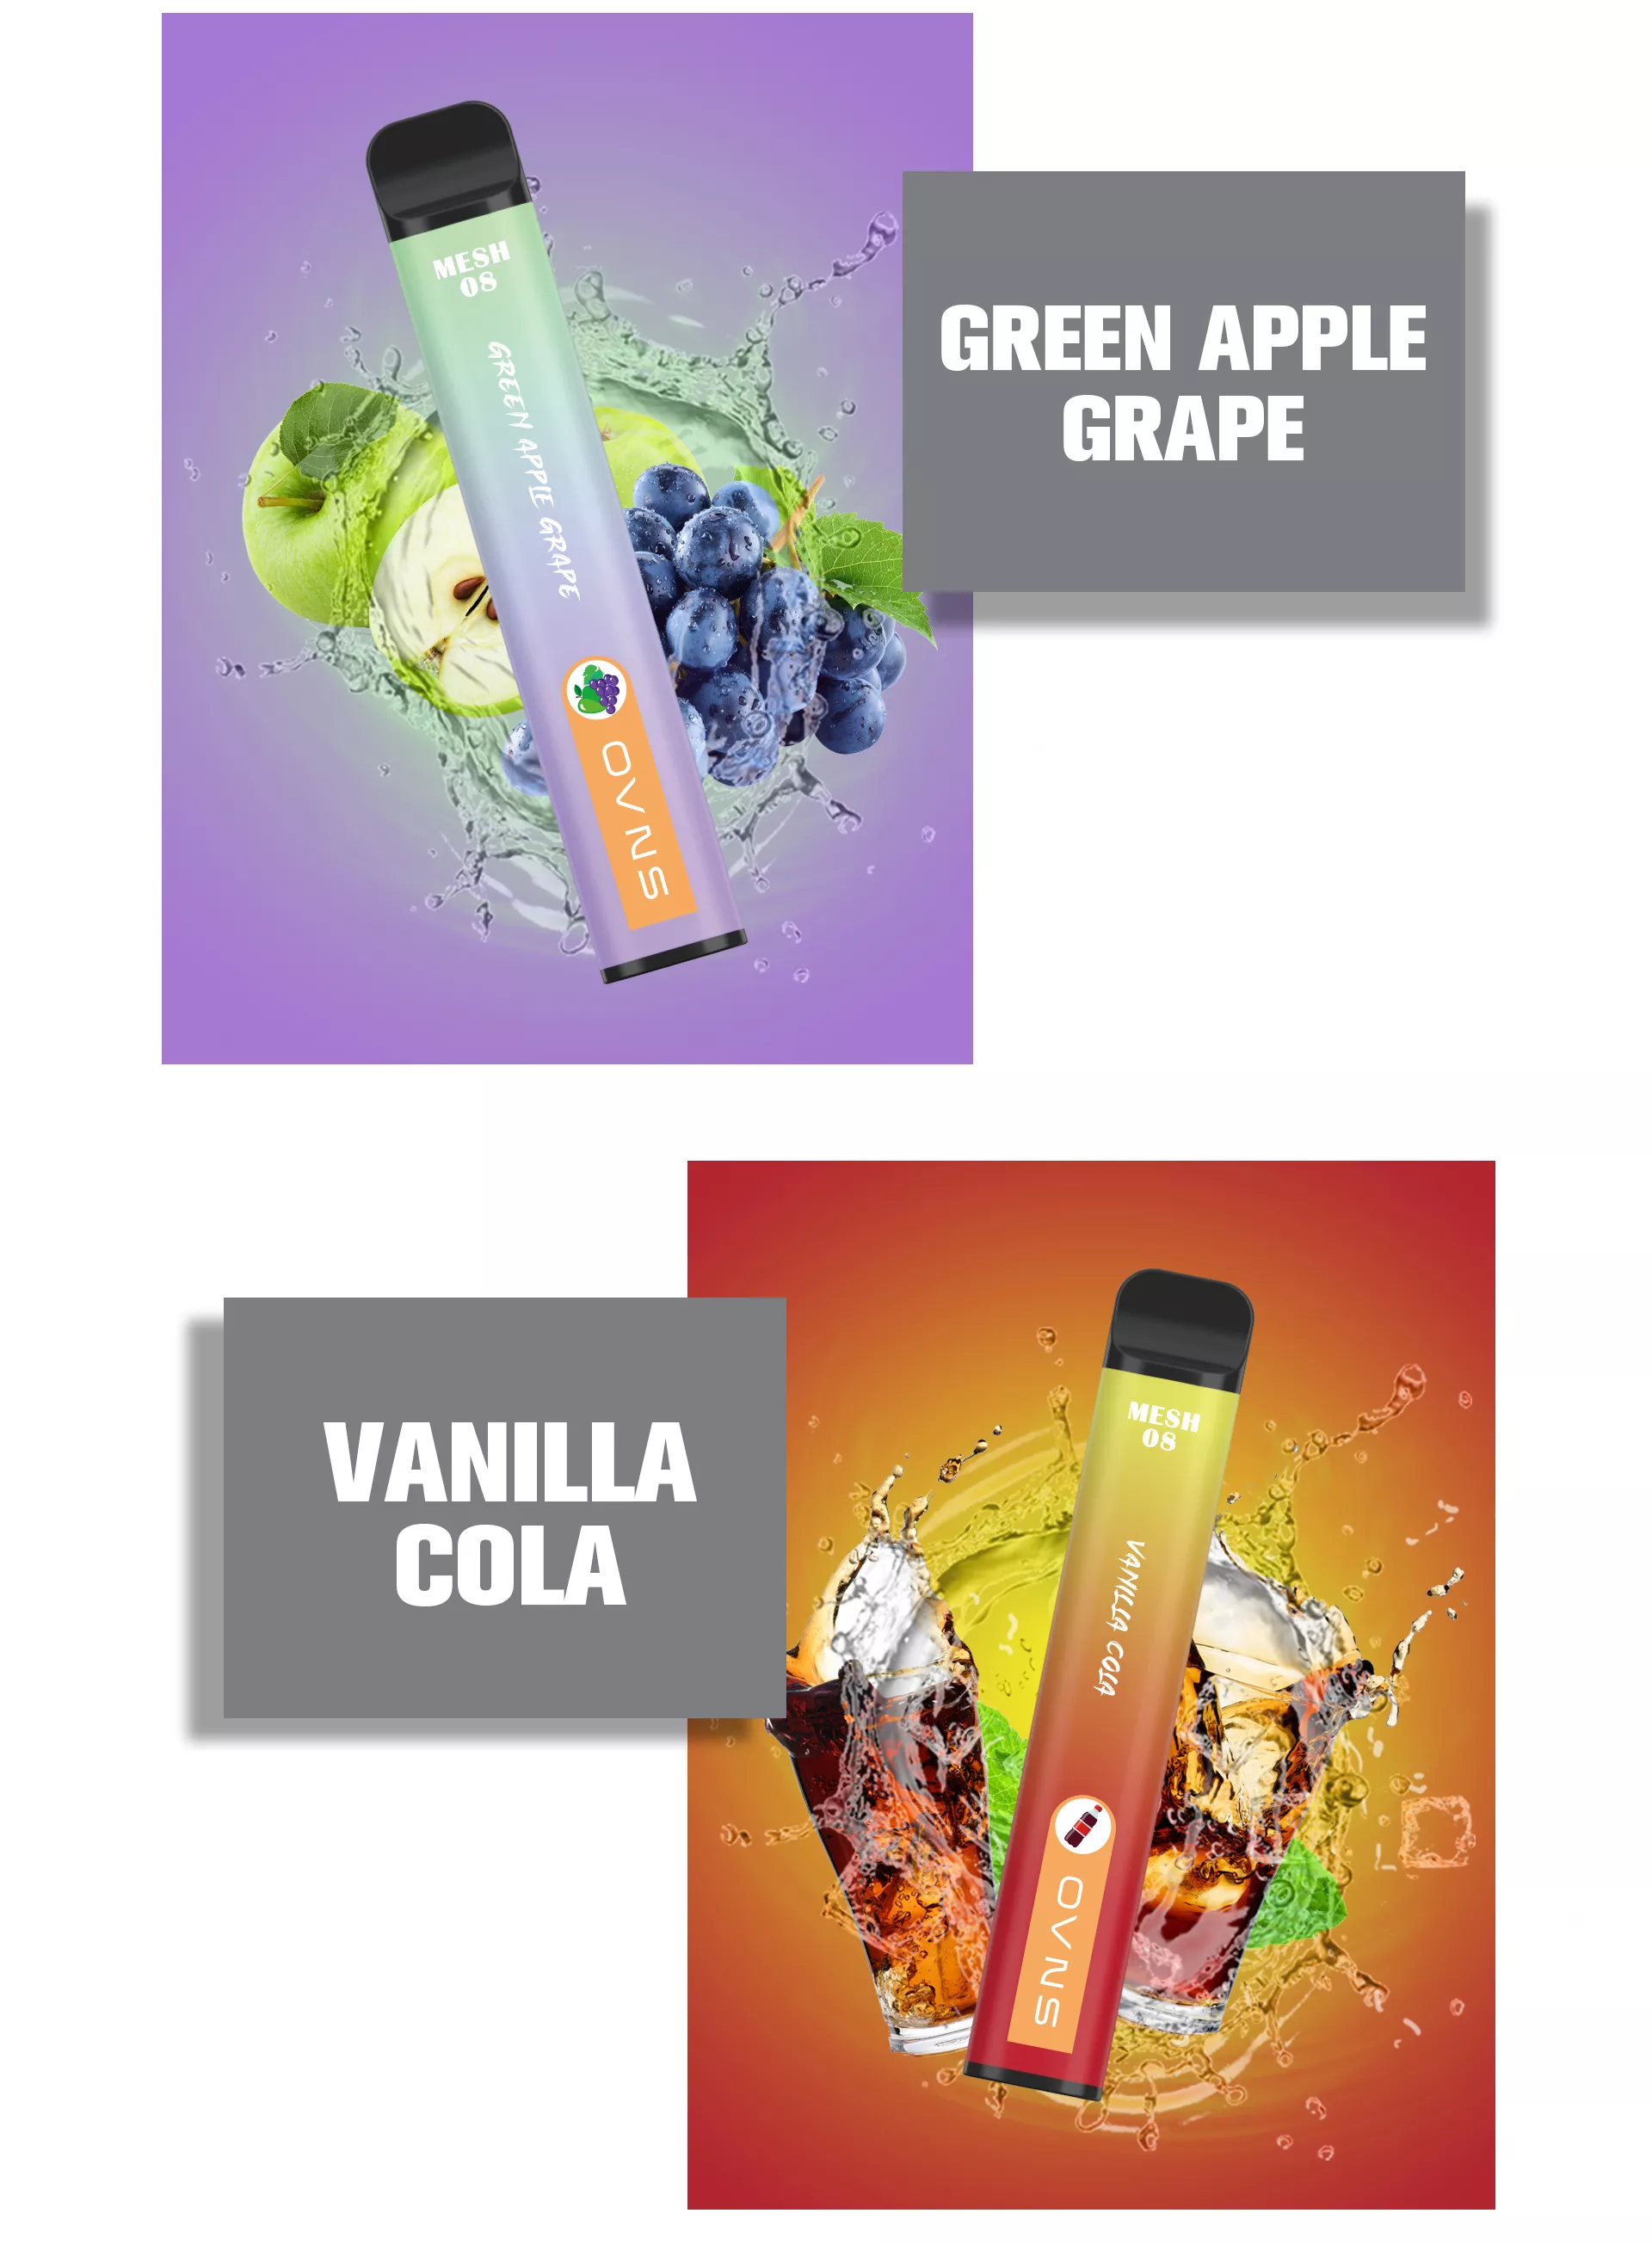 MESH
08
GREEN APPLE GRAPE
OVNS
GREEN APPLE
GRAPE
VANILLA
COLA
MESH
08
VANILLA COLA
OVNS